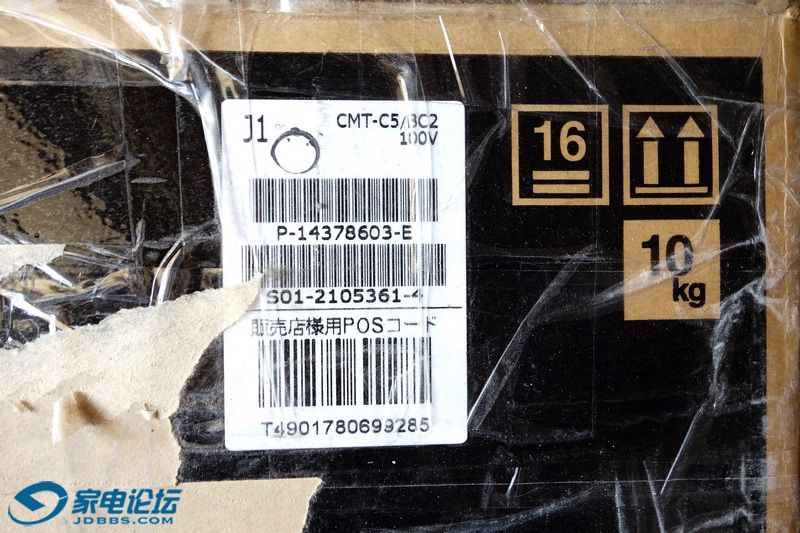 J1
CMT-C5/BC2
100V
P-14378603-E
S01-2105361-4
販売店様用POSコード
T4901780699285
16
10
kg
家电论坛
JDBBS.COM